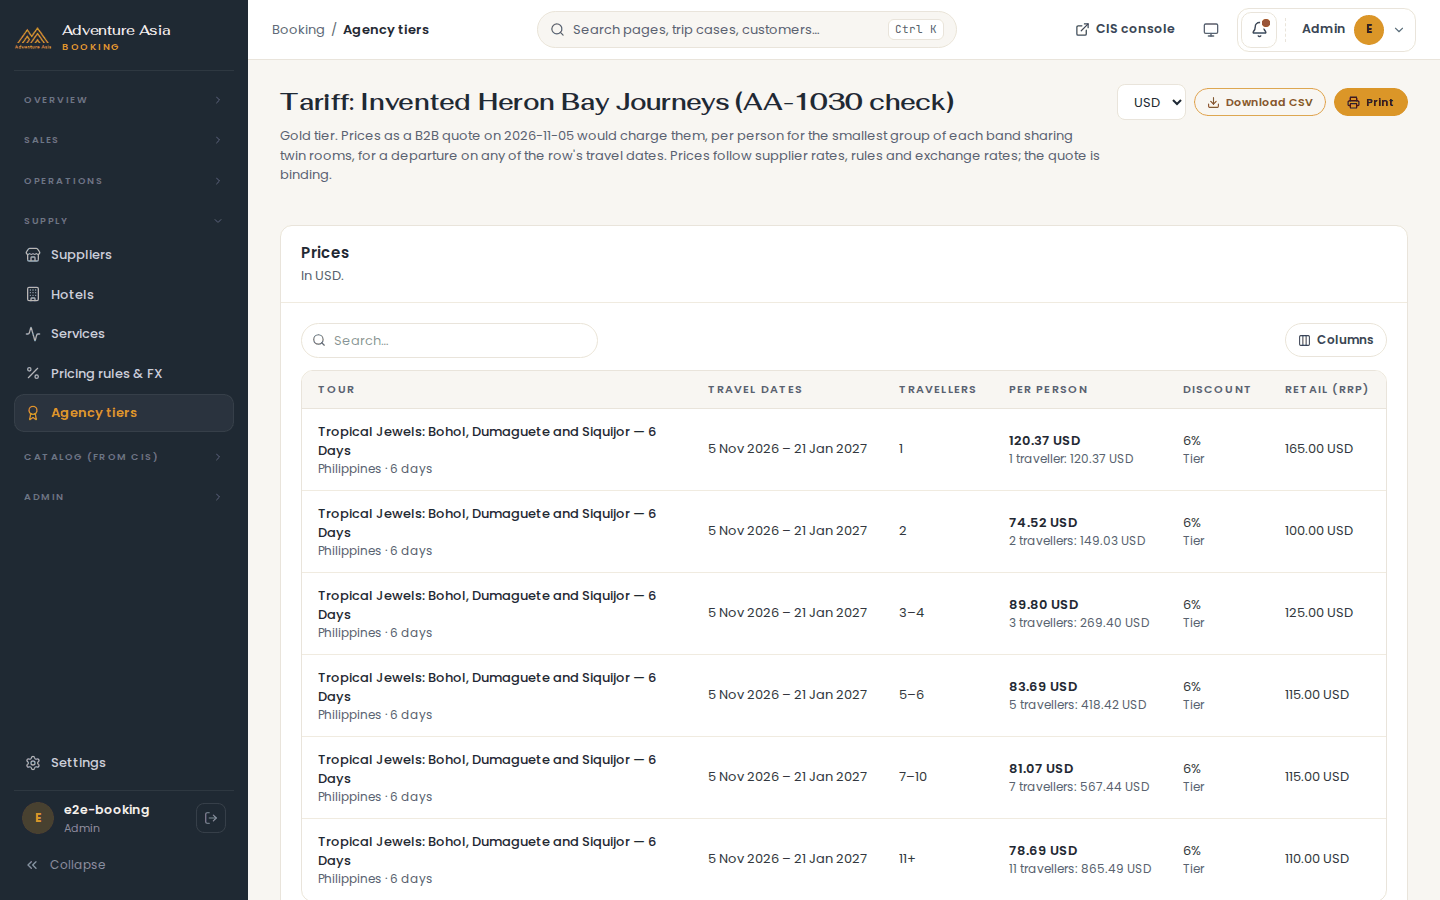 Adventure Asia
BOOKING
Adventure Asia
OVERVIEW
SALES
OPERATIONS
SUPPLY
Suppliers
Hotels
Services
Pricing rules & FX
Agency tiers
CATALOG (FROM CIS)
ADMIN
Settings
E
e2e-booking
Admin
Collapse
Booking / Agency tiers
Search pages, trip cases, customers...
Ctrl K
CIS console
Admin
E
Tariff: Invented Heron Bay Journeys (AA-1030 check)
USD
Download CSV
Print
Gold tier. Prices as a B2B quote on 2026-11-05 would charge them, per person for the smallest group of each band sharing
twin rooms, for a departure on any of the row's travel dates. Prices follow supplier rates, rules and exchange rates; the quote is
binding.
Prices
In USD.
Search...
Columns
TOUR TRAVEL DATES TRAVELLERS PER PERSON DISCOUNT RETAIL (RRP)
Tropical Jewels: Bohol, Dumaguete and Siquijor — 6
Days
Philippines · 6 days
5 Nov 2026 – 21 Jan 2027
1
120.37 USD
1 traveller: 120.37 USD
6%
Tier
165.00 USD
Tropical Jewels: Bohol, Dumaguete and Siquijor — 6
Days
Philippines · 6 days
5 Nov 2026 – 21 Jan 2027
2
74.52 USD
2 travellers: 149.03 USD
6%
Tier
100.00 USD
Tropical Jewels: Bohol, Dumaguete and Siquijor — 6
Days
Philippines · 6 days
5 Nov 2026 – 21 Jan 2027
3–4
89.80 USD
3 travellers: 269.40 USD
6%
Tier
125.00 USD
Tropical Jewels: Bohol, Dumaguete and Siquijor — 6
Days
Philippines · 6 days
5 Nov 2026 – 21 Jan 2027
5–6
83.69 USD
5 travellers: 418.42 USD
6%
Tier
115.00 USD
Tropical Jewels: Bohol, Dumaguete and Siquijor — 6
Days
Philippines · 6 days
5 Nov 2026 – 21 Jan 2027
7–10
81.07 USD
7 travellers: 567.44 USD
6%
Tier
115.00 USD
Tropical Jewels: Bohol, Dumaguete and Siquijor — 6
Days
Philippines · 6 days
5 Nov 2026 – 21 Jan 2027
11+
78.69 USD
11 travellers: 865.49 USD
6%
Tier
110.00 USD